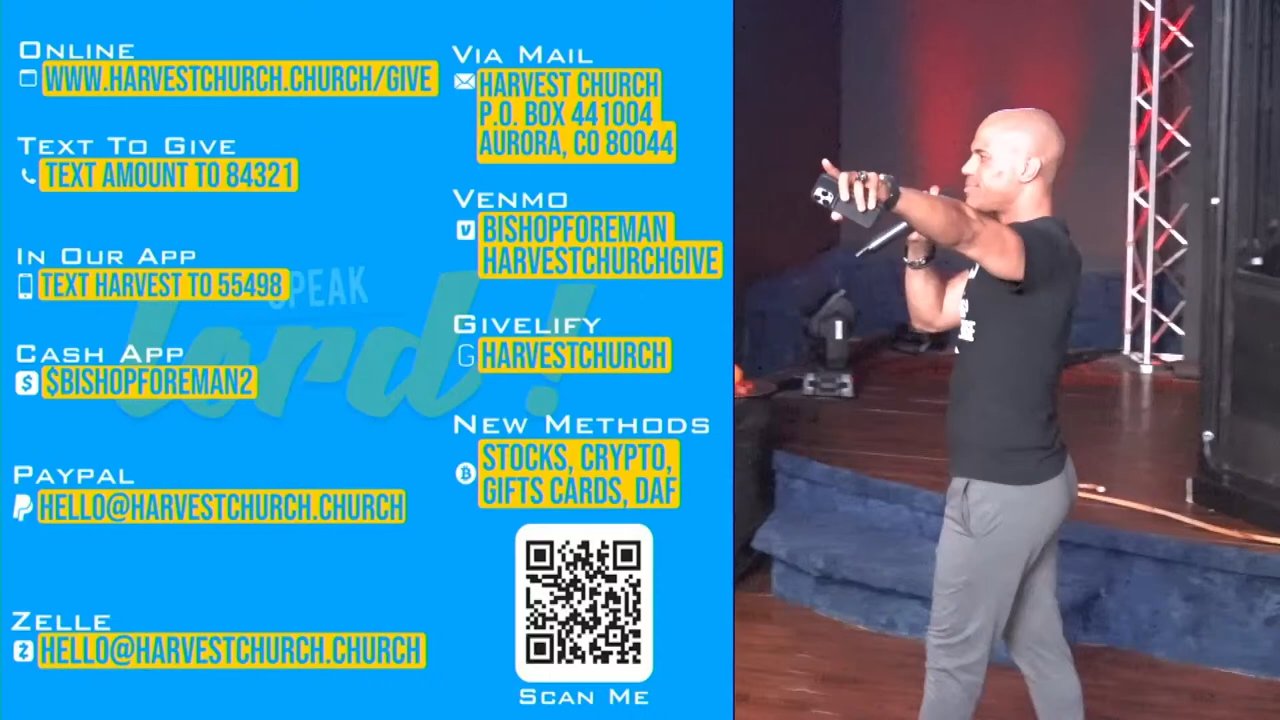 ONLINE
WWW.HARVESTCHURCH.CHURCH/GIVE
TEXT TO GIVE
TEXT AMOUNT TO 84321
IN OUR APP
TEXT HARVEST TO 55498
SPEAK
lord!
CASH APP
$BISHOPFOREMAN2
PAYPAL
HELLO@HARVESTCHURCH.CHURCH
ZELLE
HELLO@HARVESTCHURCH.CHURCH
VIA MAIL
HARVEST CHURCH
P.O. BOX 441004
AURORA, CO 80044
VENMO
BISHOPFOREMAN
HARVESTCHURCHGIVE
GIVELIFY
G HARVESTCHURCH
NEW METHODS
STOCKS, CRYPTO,
GIFTS CARDS, DAF
SCAN ME